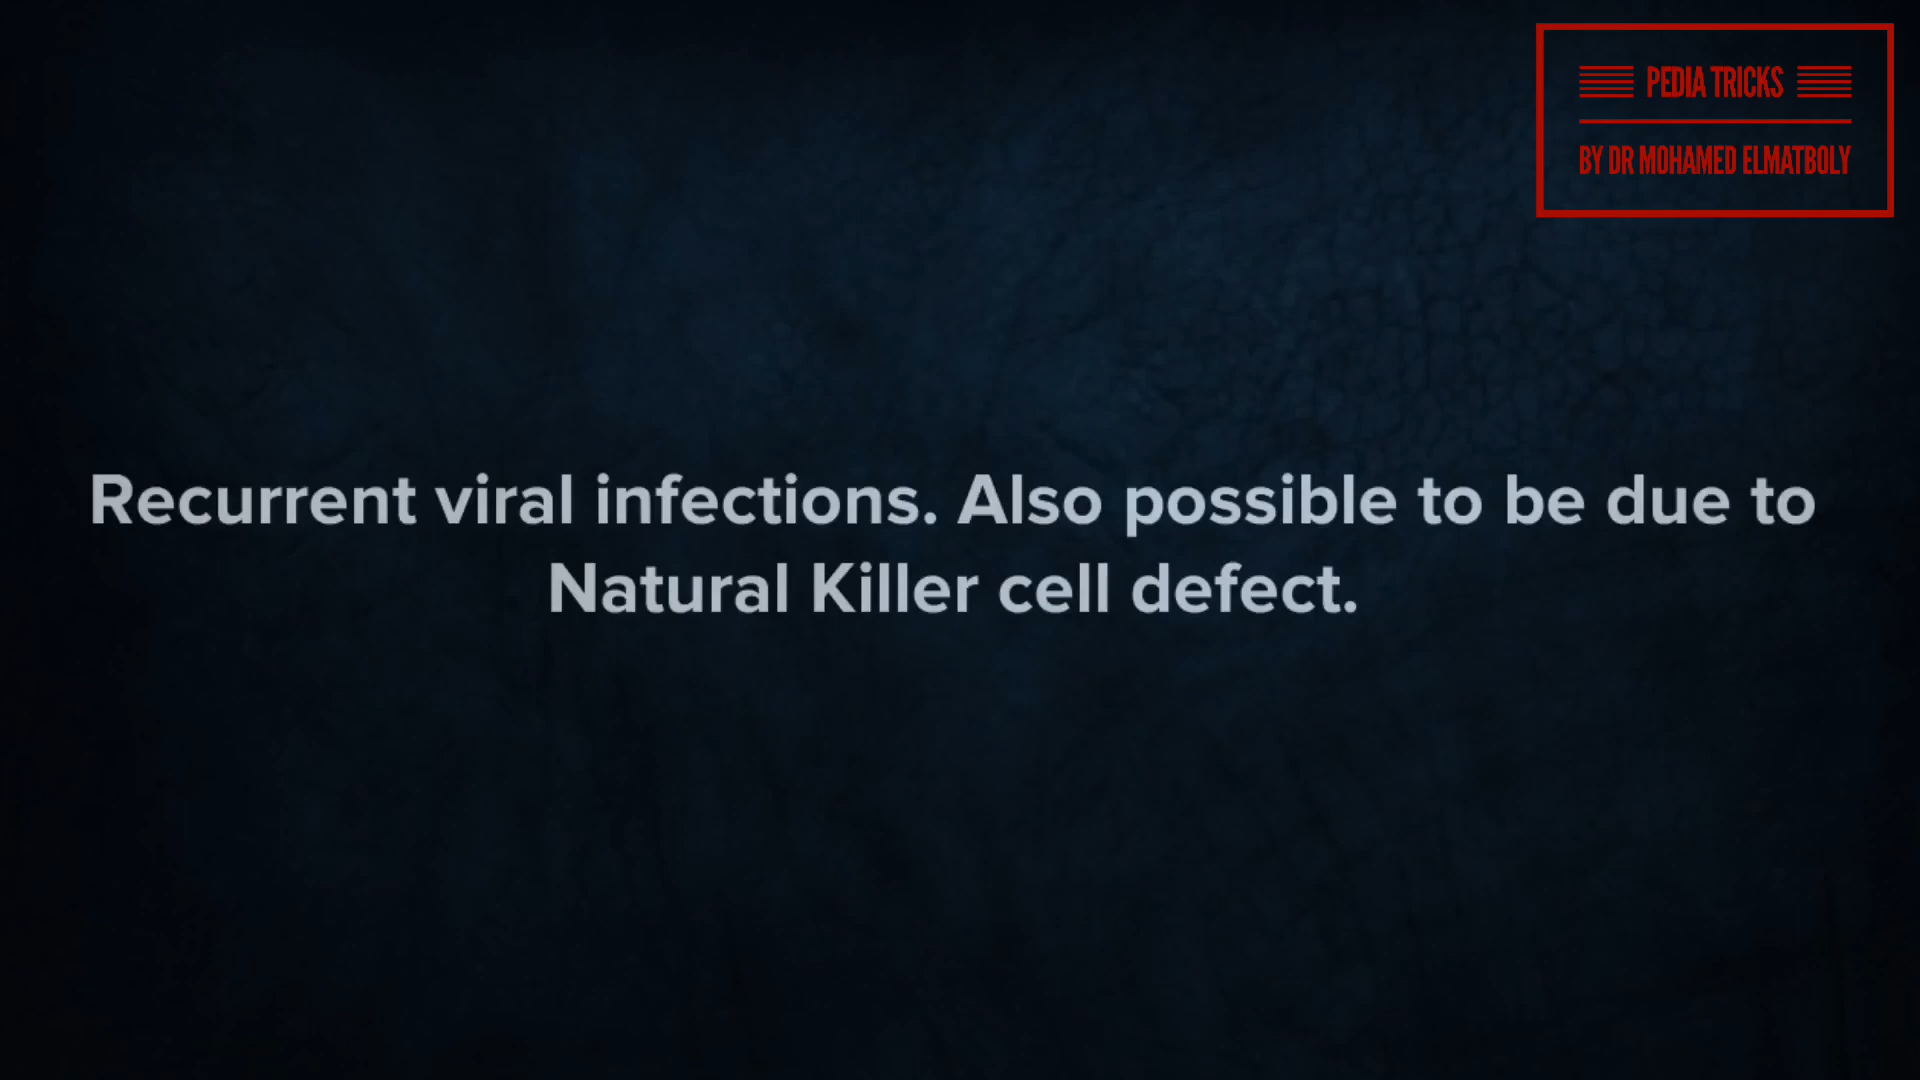 PEDIA TRICKS
BY DR MOHAMED ELMATBOLY
Recurrent viral infections. Also possible to be due to
Natural Killer cell defect.